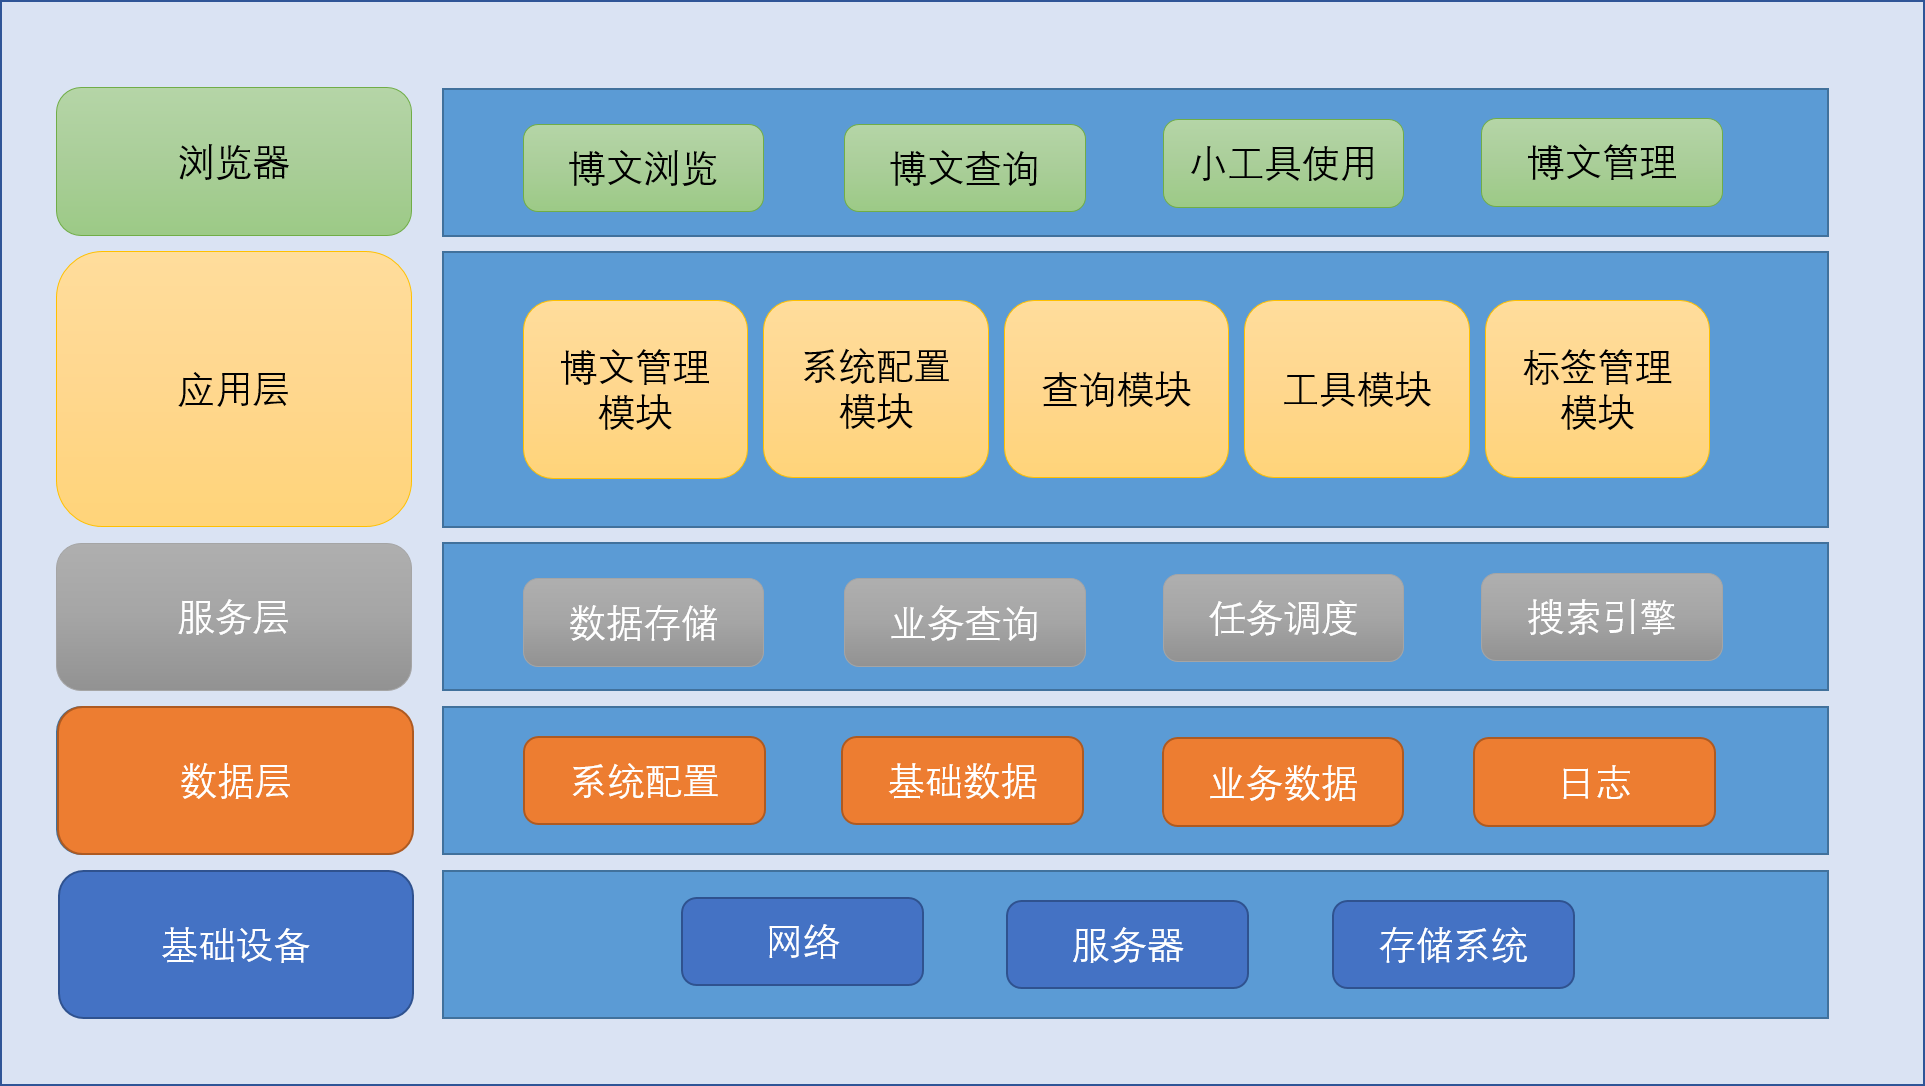 浏览器
博文浏览
博文查询
小工具使用
博文管理
应用层
博文管理
模块
系统配置
模块
查询模块
工具模块
标签管理
模块
服务层
数据存储
业务查询
任务调度
搜索引擎
数据层
系统配置
基础数据
业务数据
日志
基础设备
网络
服务器
存储系统